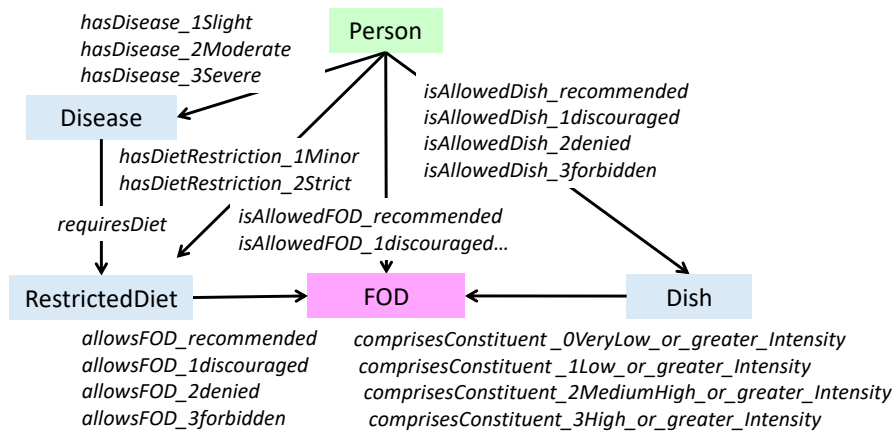 hasDisease_1Slight
hasDisease_2Moderate
hasDisease_3Severe
Person
isAllowedDish_recommended
isAllowedDish_1discouraged
isAllowedDish_2denied
isAllowedDish_3forbidden
Disease
hasDietRestriction_1Minor
hasDietRestriction_2Strict
requiresDiet
isAllowedFOD_recommended
isAllowedFOD_1discouraged…
RestrictedDiet
FOD
Dish
allowsFOD_recommended
allowsFOD_1discouraged
allowsFOD_2denied
allowsFOD_3forbidden
comprisesConstituent _0VeryLow_or_greater_Intensity
comprisesConstituent _1Low_or_greater_Intensity
comprisesConstituent_2MediumHigh_or_greater_Intensity
comprisesConstituent_3High_or_greater_Intensity